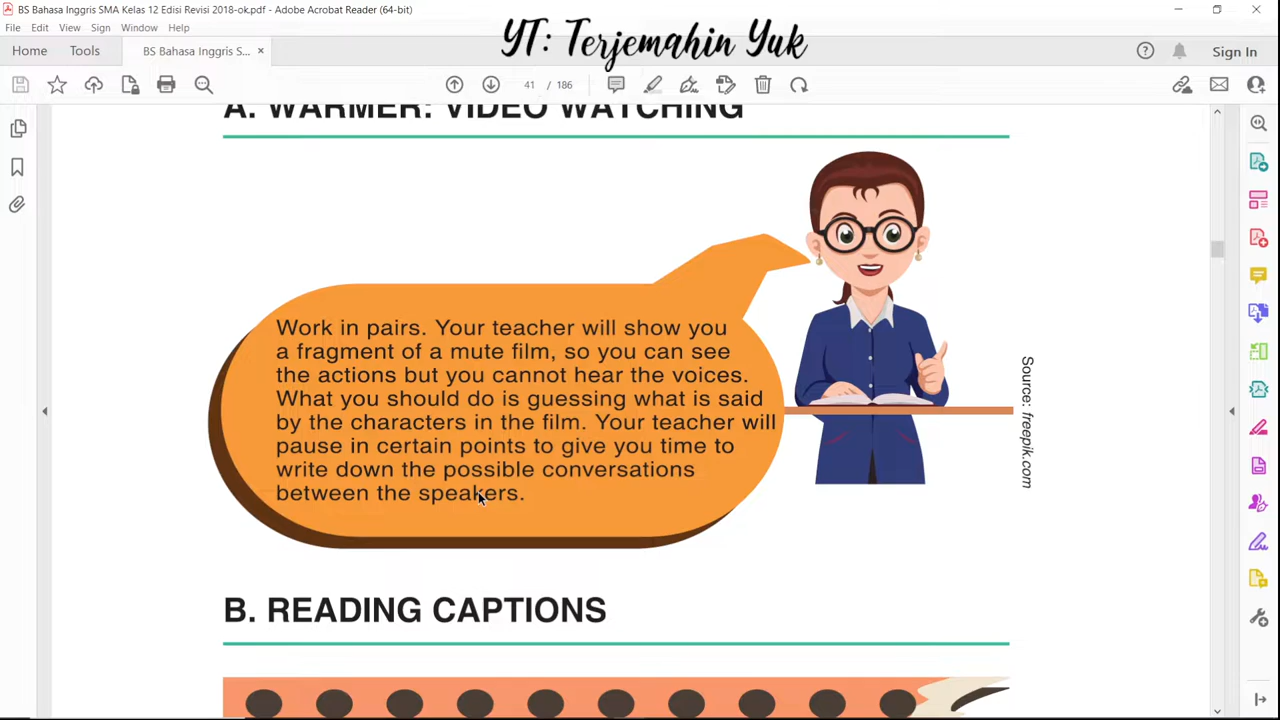 BS Bahasa Inggris SMA Kelas 12 Edisi Revisi 2018-ok.pdf - Adobe Acrobat Reader (64-bit)
YT: Terjemahin Yuk
File Edit View Sign Window Help
Home Tools BS Bahasa Inggris S... × Sign In
41 / 186
A. WARMER: VIDEO WATCHING
Work in pairs. Your teacher will show you
a fragment of a mute film, so you can see
the actions but you cannot hear the voices.
What you should do is guessing what is said
by the characters in the film. Your teacher will
pause in certain points to give you time to
write down the possible conversations
between the speakers.
Source: freepik.com
B. READING CAPTIONS